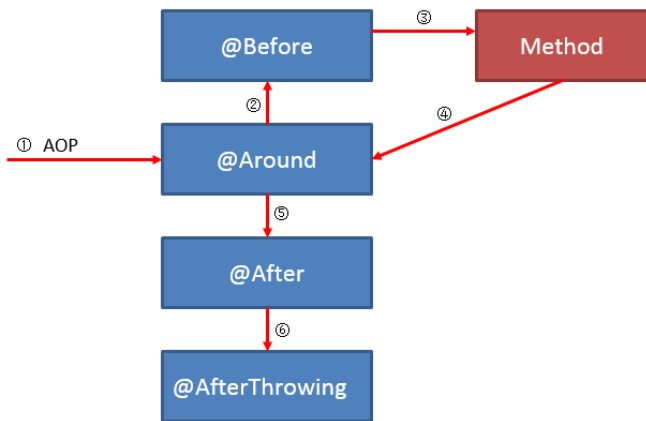 @Before
③
Method
②
④
① AOP
@Around
⑤
@After
⑥
@AfterThrowing